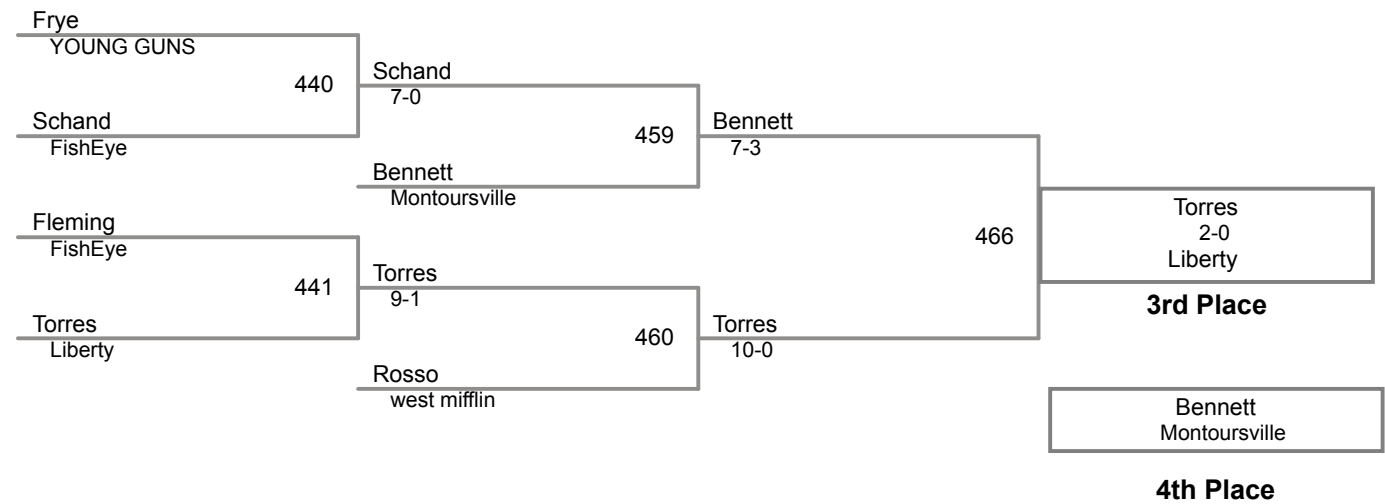 Frye
YOUNG GUNS
440
Schand
FishEye
Schand
7-0
459
Bennett
Montoursville
Fleming
FishEye
441
Torres
Liberty
Torres
9-1
460
Rosso
west mifflin
Bennett
7-3
466
Torres
10-0
Torres
2-0
Liberty
3rd Place
Bennett
Montoursville
4th Place